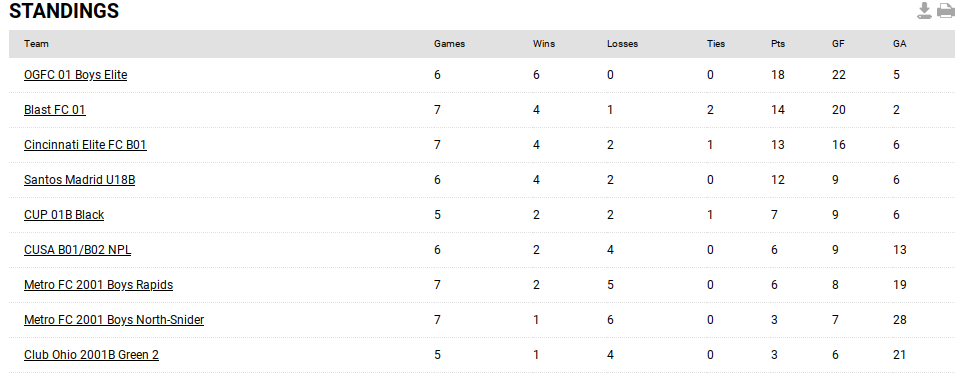 STANDINGS
Team Games Wins Losses Ties Pts GF GA
OGFC 01 Boys Elite 6 6 0 0 18 22 5
Blast FC 01 7 4 1 2 14 20 2
Cincinnati Elite FC B01 7 4 2 1 13 16 6
Santos Madrid U18B 6 4 2 0 12 9 6
CUP 01B Black 5 2 2 1 7 9 6
CUSA B01/B02 NPL 6 2 4 0 6 9 13
Metro FC 2001 Boys Rapids 7 2 5 0 6 8 19
Metro FC 2001 Boys North-Snider 7 1 6 0 3 7 28
Club Ohio 2001B Green 2 5 1 4 0 3 6 21